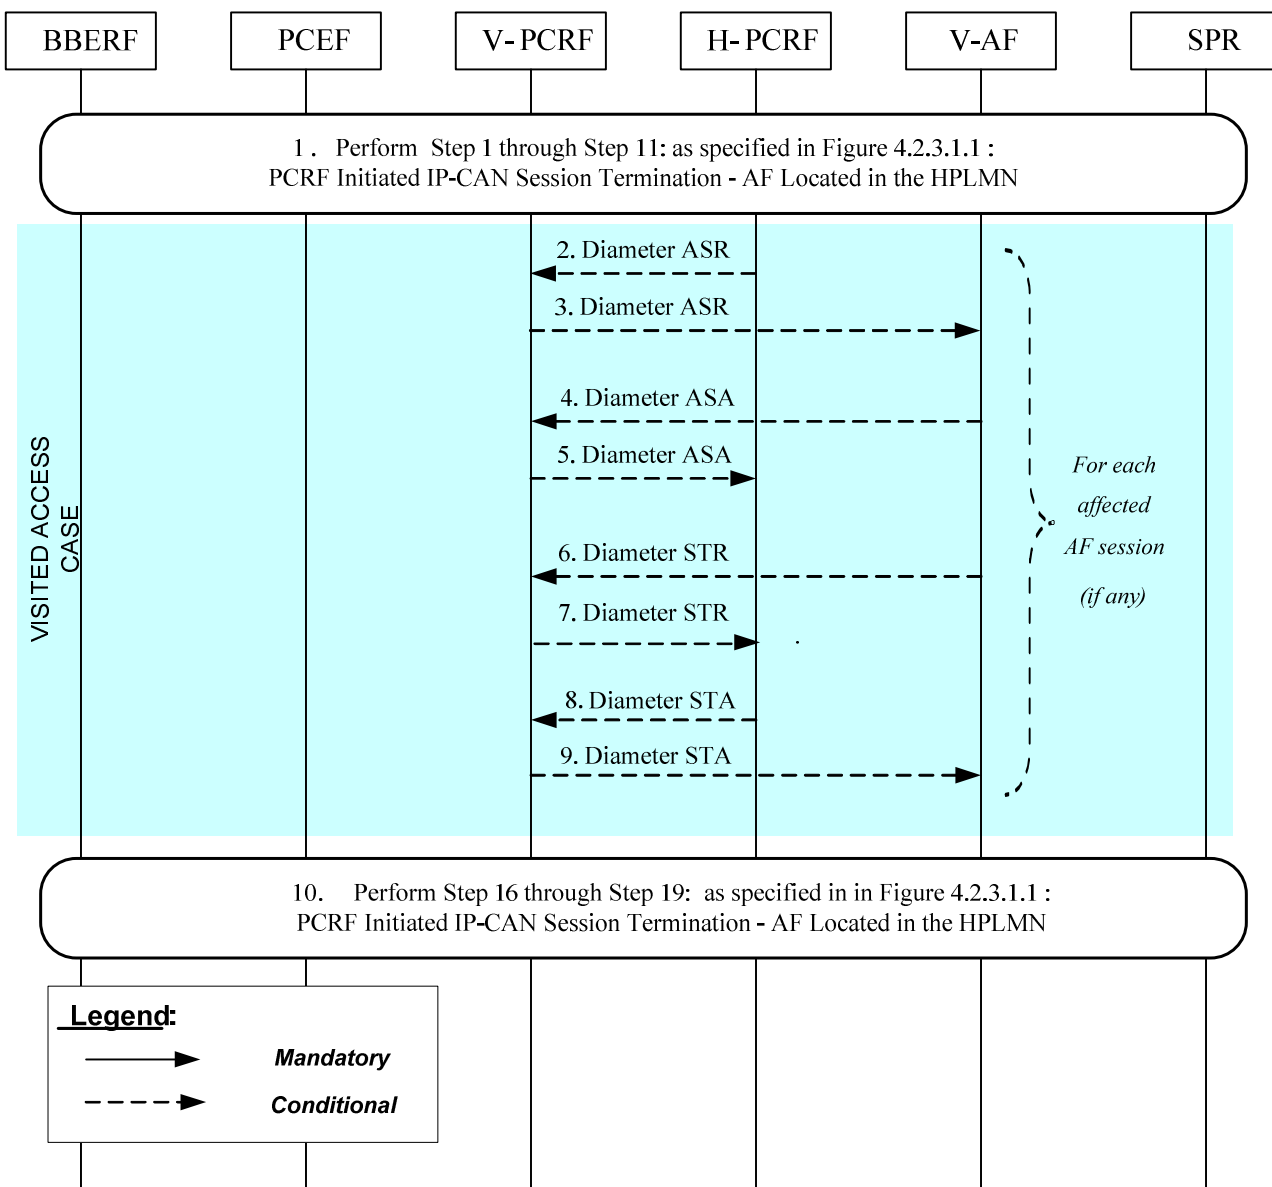 BBERF
PCEF
V-PCRF
H-PCRF
V-AF
SPR
1. Perform Step 1 through Step 11: as specified in Figure 4.2.3.1.1 :
PCRF Initiated IP-CAN Session Termination - AF Located in the HPLMN
2. Diameter ASR
3. Diameter ASR
4. Diameter ASA
5. Diameter ASA
6. Diameter STR
7. Diameter STR
8. Diameter STA
9. Diameter STA
For each
affected
AF session
(if any)
VISITED ACCESS
CASE
10. Perform Step 16 through Step 19: as specified in in Figure 4.2.3.1.1 :
PCRF Initiated IP-CAN Session Termination - AF Located in the HPLMN
Legend:
Mandatory
Conditional